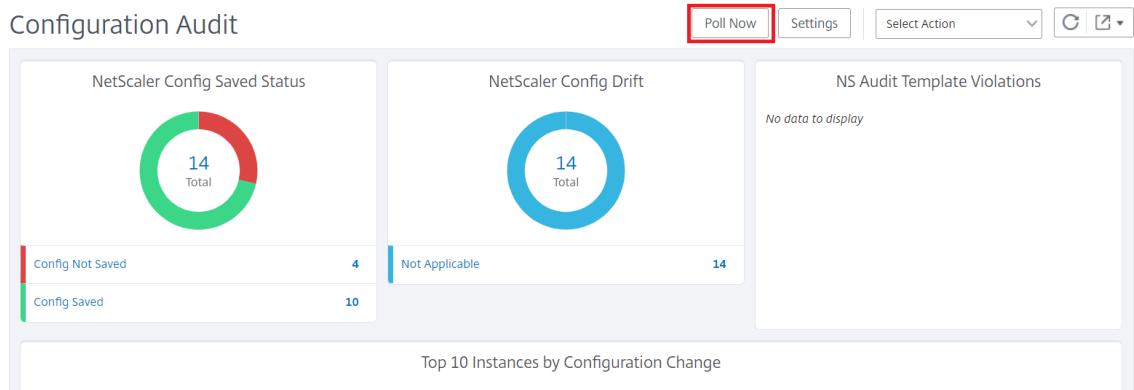 Configuration Audit
Poll Now
Settings
Select Action
NetScaler Config Saved Status
14
Total
Config Not Saved 4
Config Saved 10
NetScaler Config Drift
14
Total
Not Applicable 14
NS Audit Template Violations
No data to display
Top 10 Instances by Configuration Change